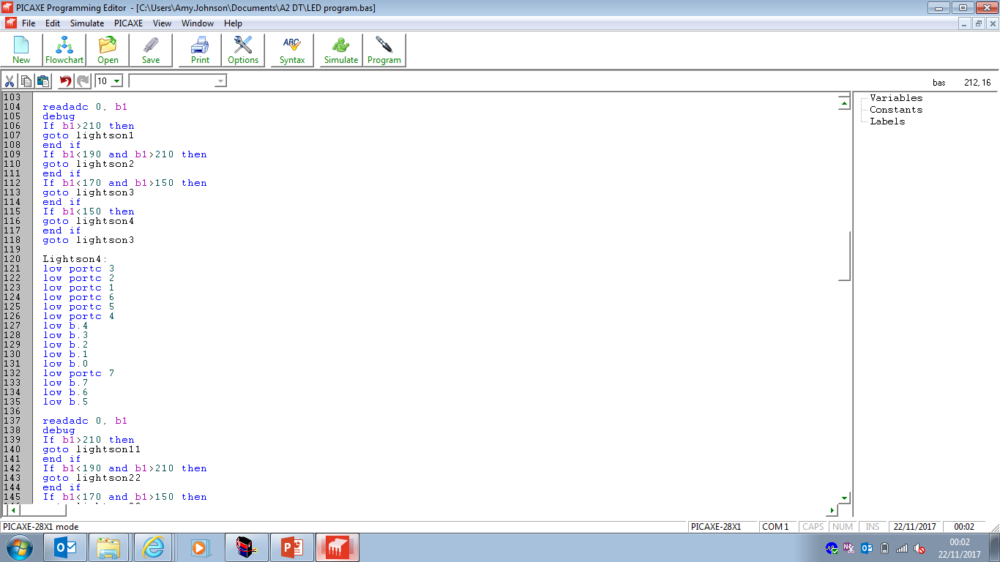 PICAXE Programming Editor - [C:\Users\AmyJohnson\Documents\A2 DT\LED program.bas]
File Edit Simulate PICAXE View Window Help
New Flowchart Open Save Print Options Syntax Simulate Program
ABC
10
bas 212, 16
103
104 readadc 0, b1
105 debug
106 If b1>210 then
107 goto lightson1
108 end if
109 If b1<190 and b1>210 then
110 goto lightson2
111 end if
112 If b1<170 and b1>150 then
113 goto lightson3
114 end if
115 If b1<150 then
116 goto lightson4
117 end if
118 goto lightson3
119
120 Lightson4:
121 low portc 3
122 low portc 2
123 low portc 1
124 low portc 6
125 low portc 5
126 low portc 4
127 low b.4
128 low b.3
129 low b.2
130 low b.1
131 low b.0
132 low portc 7
133 low b.7
134 low b.6
135 low b.5
136
137 readadc 0, b1
138 debug
139 If b1>210 then
140 goto lightson11
141 end if
142 If b1<190 and b1>210 then
143 goto lightson22
144 end if
145 If b1<170 and b1>150 then
Variables
Constants
Labels
PICAXE-28X1 mode
PICAXE-28X1 COM 1 CAPS NUM INS 22/11/2017 00:02
00:02
22/11/2017